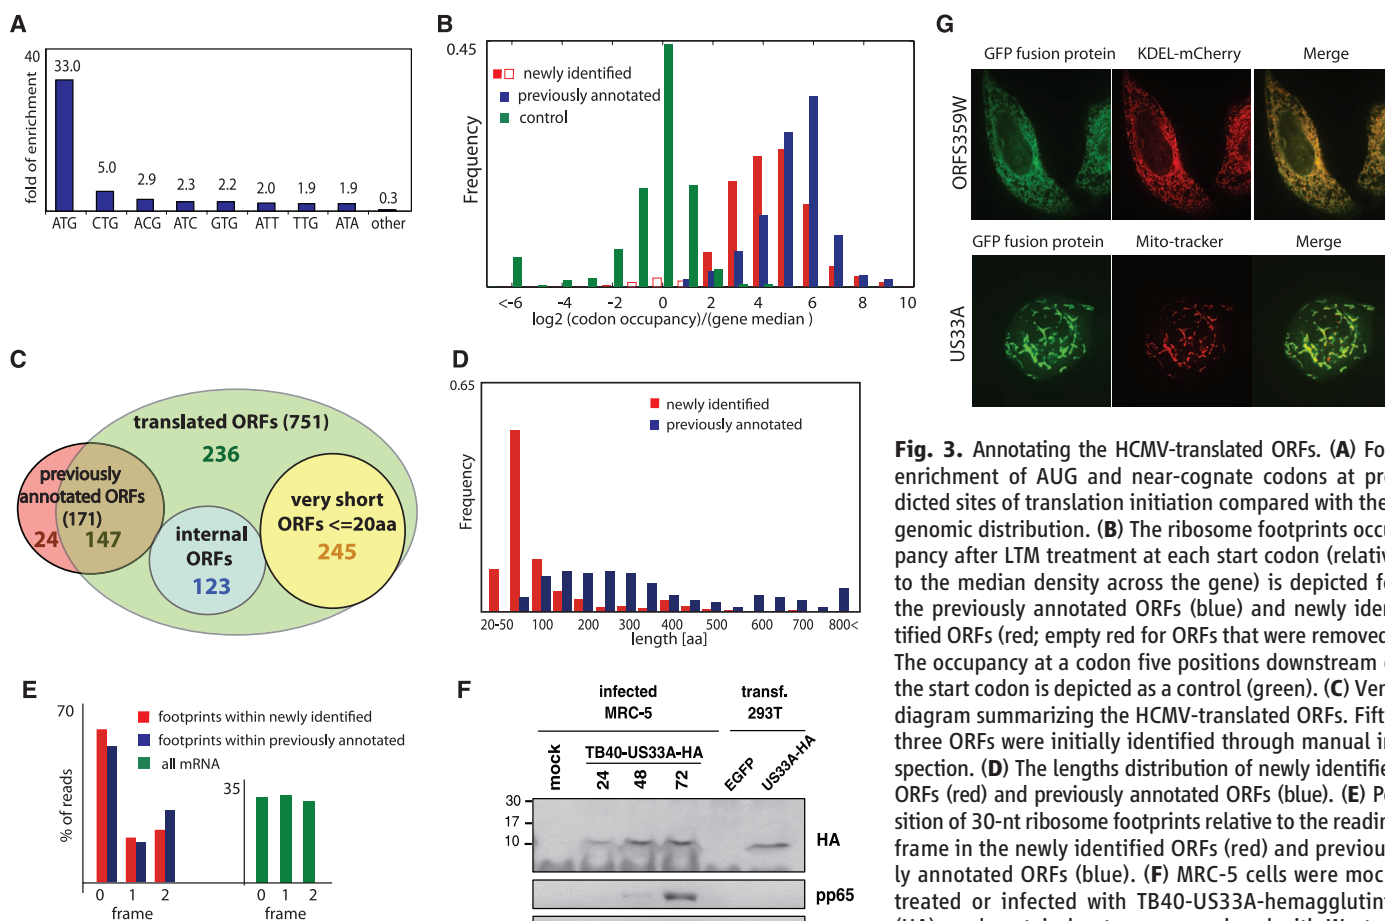 A
40
33.0
5.0
2.9
2.3
2.2
2.0
1.9
1.9
0.3
fold of enrichment
ATG CTG ACG ATC GTG ATT TTG ATA other
B
0.45
newly identified
previously annotated
control
Frequency
<-6 -4 -2 0 2 4 6 8 10
log2 (codon occupancy)/(gene median )
C
translated ORFs (751)
236
previously
annotated ORFs
(171)
24 147
internal
ORFs
123
very short
ORFs <=20aa
245
D
0.65
newly identified
previously annotated
Frequency
20-50 100 200 300 400 500 600 700 800<
length [aa]
E
70
footprints within newly identified
footprints within previously annotated
all mRNA
% of reads
35
0 1 2
frame
0 1 2
frame
F
infected
MRC-5
transf.
293T
mock
TB40-US33A-HA
24 48 72
EGFP
US33A-HA
30
17
10
HA
pp65
G
GFP fusion protein KDEL-mCherry Merge
ORFS359W
GFP fusion protein Mito-tracker Merge
US33A
Fig. 3. Annotating the HCMV-translated ORFs. (A) Fo
enrichment of AUG and near-cognate codons at pre
dicted sites of translation initiation compared with the
genomic distribution. (B) The ribosome footprints occu
pancy after LTM treatment at each start codon (relativ
to the median density across the gene) is depicted fo
the previously annotated ORFs (blue) and newly iden
tified ORFs (red; empty red for ORFs that were removed
The occupancy at a codon five positions downstream
the start codon is depicted as a control (green). (C) Ven
diagram summarizing the HCMV-translated ORFs. Fift
three ORFs were initially identified through manual in
spection. (D) The lengths distribution of newly identifie
ORFs (red) and previously annotated ORFs (blue). (E) Po
sition of 30-nt ribosome footprints relative to the readin
frame in the newly identified ORFs (red) and previous
ly annotated ORFs (blue). (F) MRC-5 cells were moc
treated or infected with TB40-US33A-hemagglutin